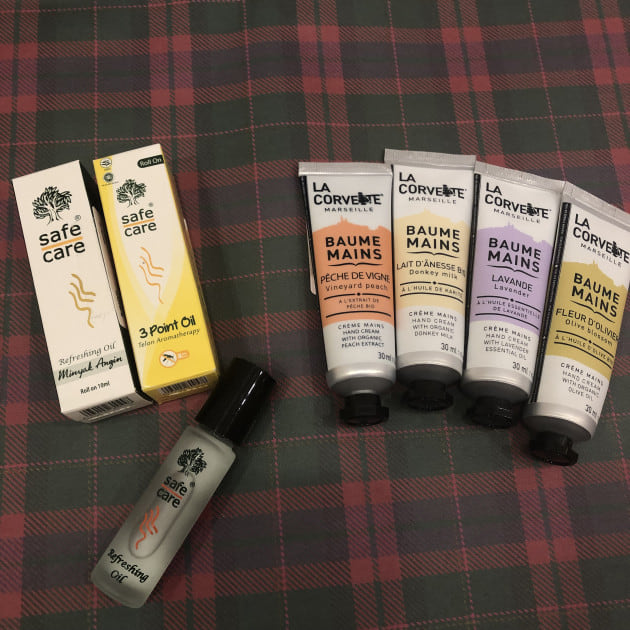 safe
care
Refreshing Oil
Minyak Angin
Roll on 10ml
Roll On
safe
care
3 Point Oil
Telon Aromatherapy
safe
care
Refreshing
Oil
LA
CORVETTE
MARSEILLE
BAUME
MAINS
PÊCHE DE VIGNE
Vineyard peach
À L'EXTRAIT DE
PÊCHE BIO
CRÈME MAINS
HAND CREAM
WITH ORGANIC
PEACH EXTRACT
30 ml
LA
CORVETTE
MARSEILLE
BAUME
MAINS
LAIT D'ÂNESSE BIO
Donkey milk
À L'HUILE DE KARITÉ
CRÈME MAINS
HAND CREAM
WITH ORGANIC
DONKEY MILK
30 ml
LA
CORVETTE
MARSEILLE
BAUME
MAINS
LAVANDE
Lavender
À L'HUILE ESSENTIELLE
DE LAVANDE
CRÈME MAINS
HAND CREAM
WITH LAVENDER
ESSENTIAL OIL
30 ml
LA
CORVETTE
MARSEILLE
BAUME
MAINS
FLEUR D'OLIVIER
Olive blossom
À L'HUILE D'OLIVE BIO
CRÈME MAINS
HAND CREAM
WITH ORGANIC
OLIVE OIL
30 ml